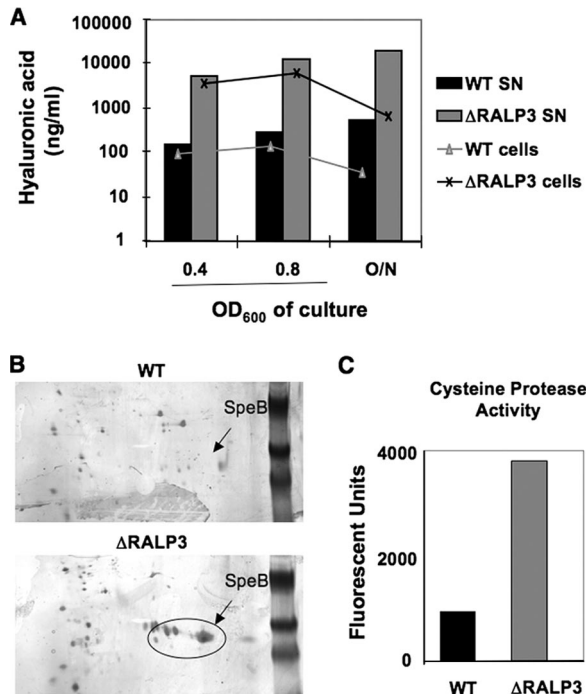 A
Hyaluronic acid
(ng/ml)
100000
10000
1000
100
10
1
0.4
0.8
O/N
OD600 of culture
WT SN
ΔRALP3 SN
WT cells
ΔRALP3 cells
B
WT
SpeB
ΔRALP3
SpeB
C
Cysteine Protease
Activity
Fluorescent Units
4000
2000
0
WT
ΔRALP3